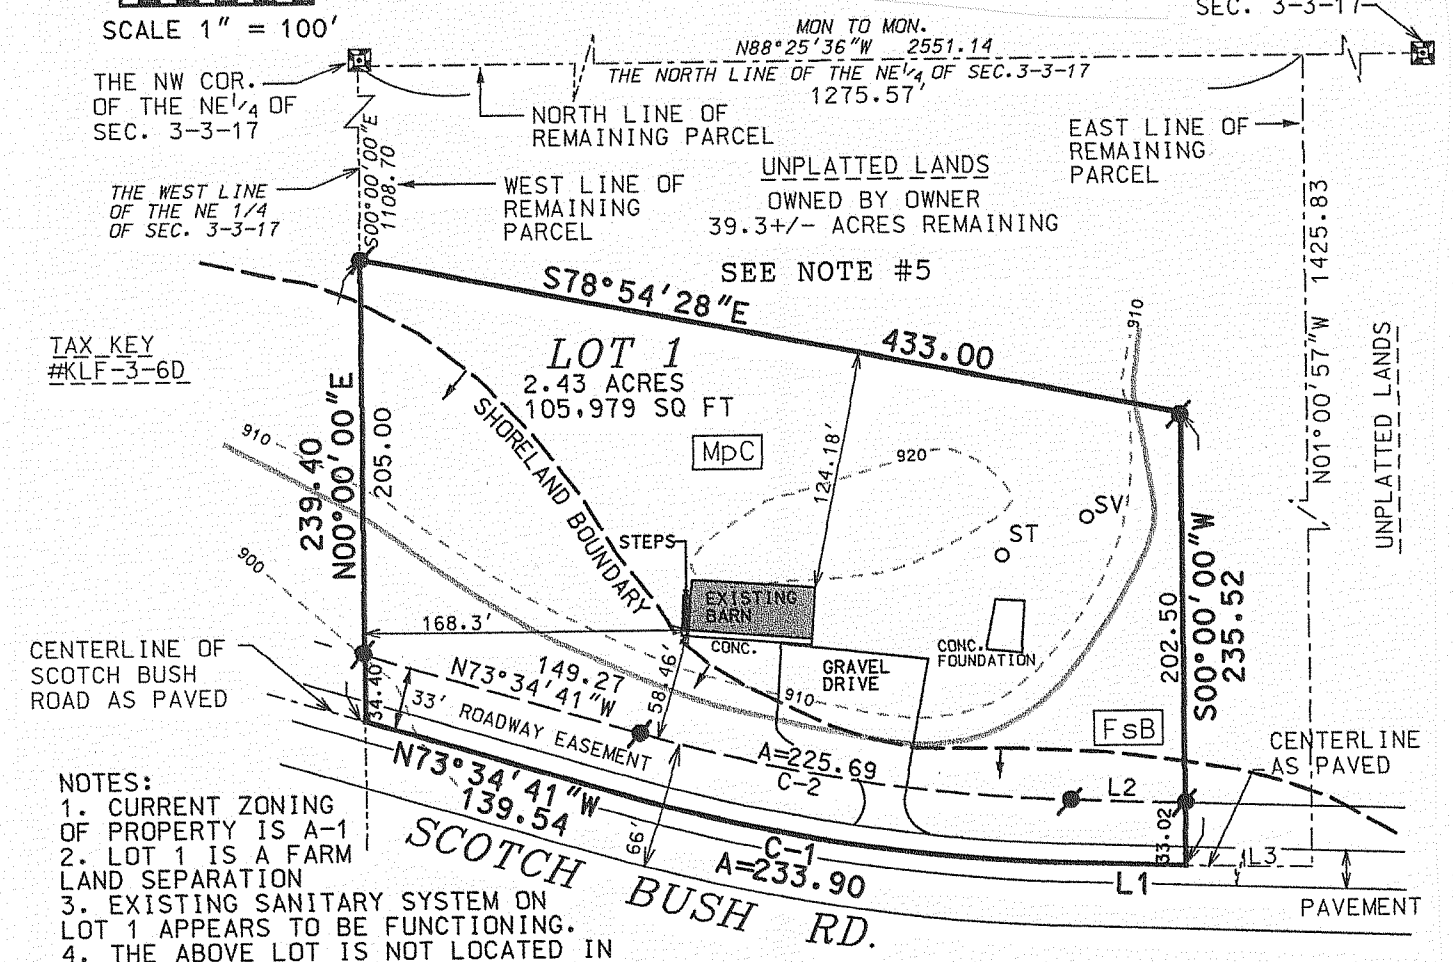 SCALE 1" = 100'
SEC. 3-3-17
MON TO MON.
N88°25'36"W 2551.14
THE NORTH LINE OF THE NE1/4 OF SEC.3-3-17
1275.57'
THE NW COR.
OF THE NE1/4 OF
SEC. 3-3-17
NORTH LINE OF
REMAINING PARCEL
EAST LINE OF
REMAINING
PARCEL
S00°00'00"E
1108.70
THE WEST LINE
OF THE NE 1/4
OF SEC. 3-3-17
WEST LINE OF
REMAINING
PARCEL
UNPLATTED LANDS
OWNED BY OWNER
39.3+/- ACRES REMAINING
SEE NOTE #5
N01°00'57"W 1425.83
UNPLATTED LANDS
S78°54'28"E
433.00
TAX KEY
#KLF-3-6D
LOT 1
2.43 ACRES
105,979 SQ FT
910
239.40
N00°00'00"E
205.00
SHORELAND BOUNDARY
MpC
124.18'
920
SV
ST
910
900
STEPS
EXISTING
BARN
CONC.
168.3'
CONC.
FOUNDATION
202.50
S00°00'00"W
235.52
CENTERLINE OF
SCOTCH BUSH
ROAD AS PAVED
149.27
N73°34'41"W
58.46'
GRAVEL
DRIVE
910
34.40
33' ROADWAY EASEMENT
FsB
CENTERLINE
AS PAVED
A=225.69
C-2
L2
N73°34'41"W
139.54
66'
C-1
A=233.90
33.02
L3
L1
PAVEMENT
SCOTCH BUSH RD.
NOTES:
1. CURRENT ZONING
OF PROPERTY IS A-1
2. LOT 1 IS A FARM
LAND SEPARATION
3. EXISTING SANITARY SYSTEM ON
LOT 1 APPEARS TO BE FUNCTIONING.
4. THE ABOVE LOT IS NOT LOCATED IN